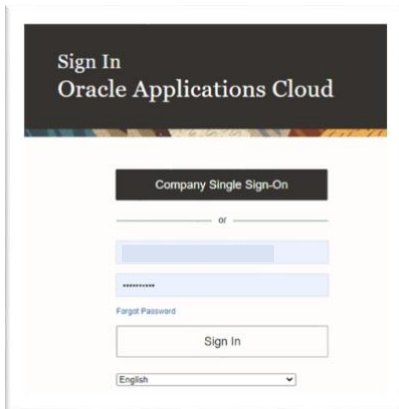 Sign In
Oracle Applications Cloud
Company Single Sign-On
or
••••••••••
Forgot Password
Sign In
English